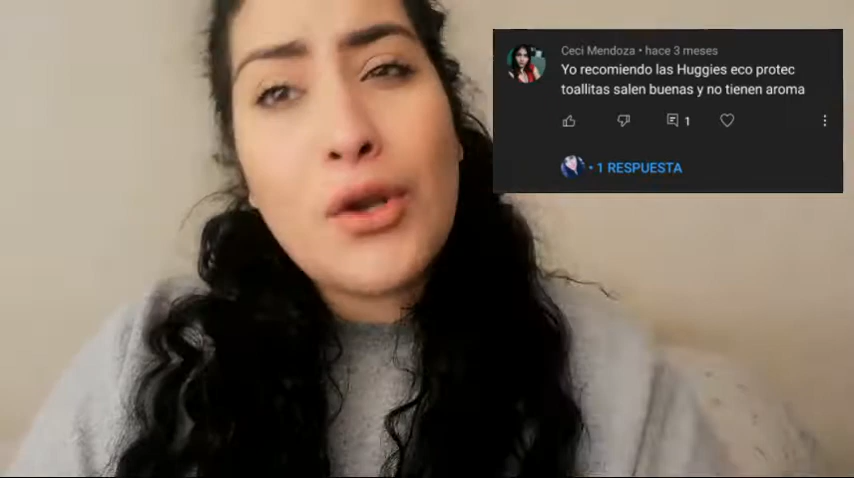 Ceci Mendoza • hace 3 meses
Yo recomiendo las Huggies eco protec
toallitas salen buenas y no tienen aroma
1
• 1 RESPUESTA